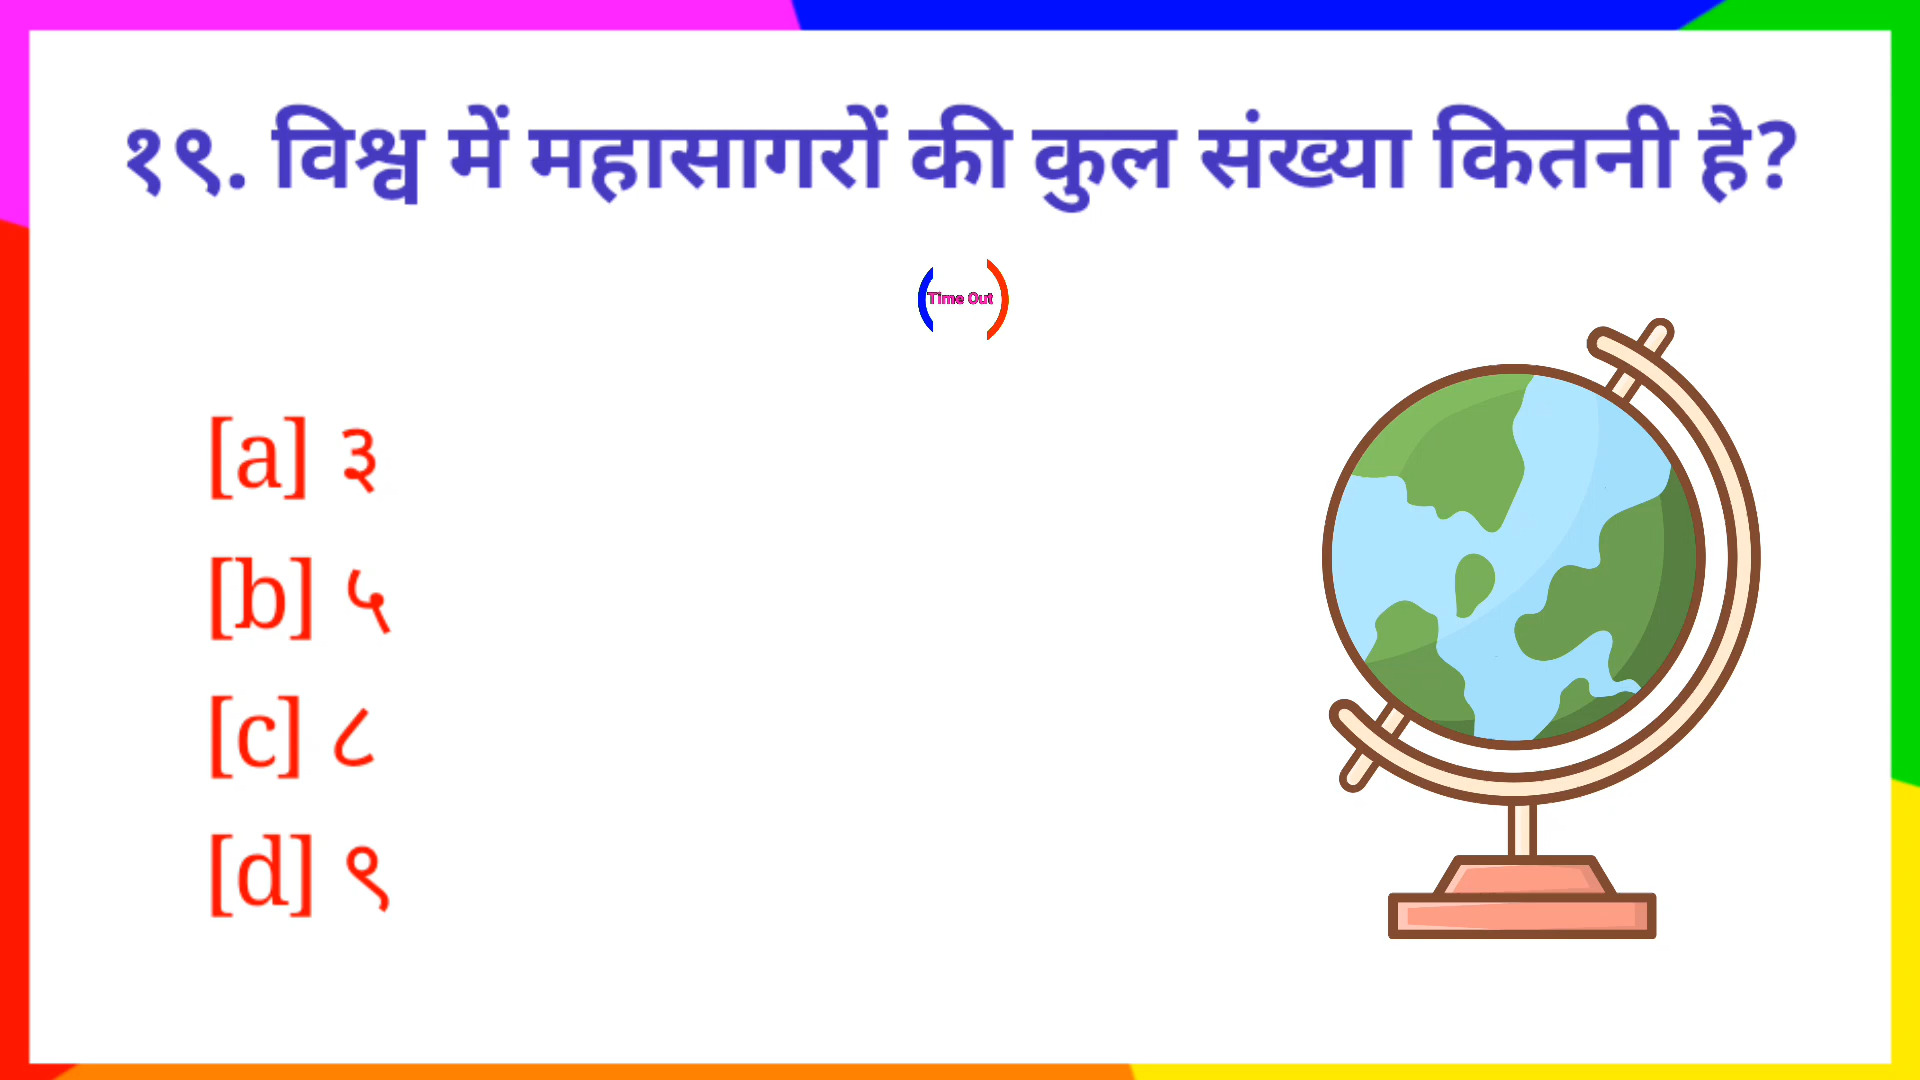 १९. विश्व में महासागरों की कुल संख्या कितनी है?
Time Out
[a] ३
[b] ५
[c] ८
[d] ९